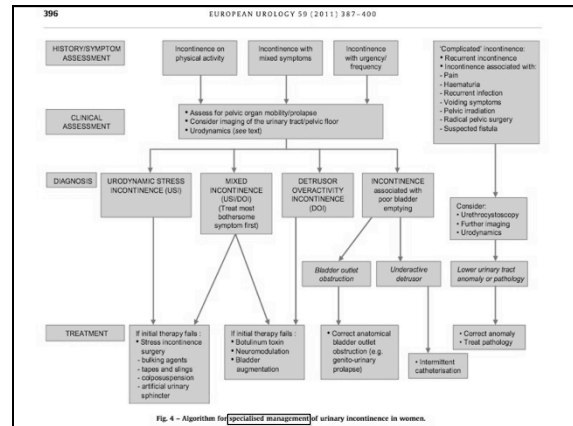 396
EUROPEAN UROLOGY 59 (2011) 387–400
HISTORY/SYMPTOM
ASSESSMENT
Incontinence on
physical activity
Incontinence with
mixed symptoms
Incontinence
with urgency/
frequency
'Complicated' incontinence:
• Recurrent incontinence
• Incontinence associated with:
- Pain
- Haematuria
- Recurrent infection
- Voiding symptoms
- Pelvic irradiation
- Radical pelvic surgery
- Suspected fistula
CLINICAL
ASSESSMENT
• Assess for pelvic organ mobility/prolapse
• Consider imaging of the urinary tract/pelvic floor
• Urodynamics (see text)
DIAGNOSIS
URODYNAMIC STRESS
INCONTINENCE (USI)
MIXED
INCONTINENCE
(USI/DOI)
(Treat most
bothersome
symptom first)
DETRUSOR
OVERACTIVITY
INCONTINENCE
(DOI)
INCONTINENCE
associated with
poor bladder
emptying
Consider:
• Urethrocystoscopy
• Further imaging
• Urodynamics
Bladder outlet
obstruction
Underactive
detrusor
Lower urinary tract
anomaly or pathology
TREATMENT
If initial therapy fails :
• Stress incontinence
surgery
- bulking agents
- tapes and slings
- colposuspension
- artificial urinary
sphincter
If initial therapy fails :
• Botulinum toxin
• Neuromodulation
• Bladder
augmentation
• Correct anatomical
bladder outlet
obstruction (e.g.
genito-urinary
prolapse)
• Intermittent
catheterisation
• Correct anomaly
• Treat pathology
Fig. 4 – Algorithm for specialised management of urinary incontinence in women.